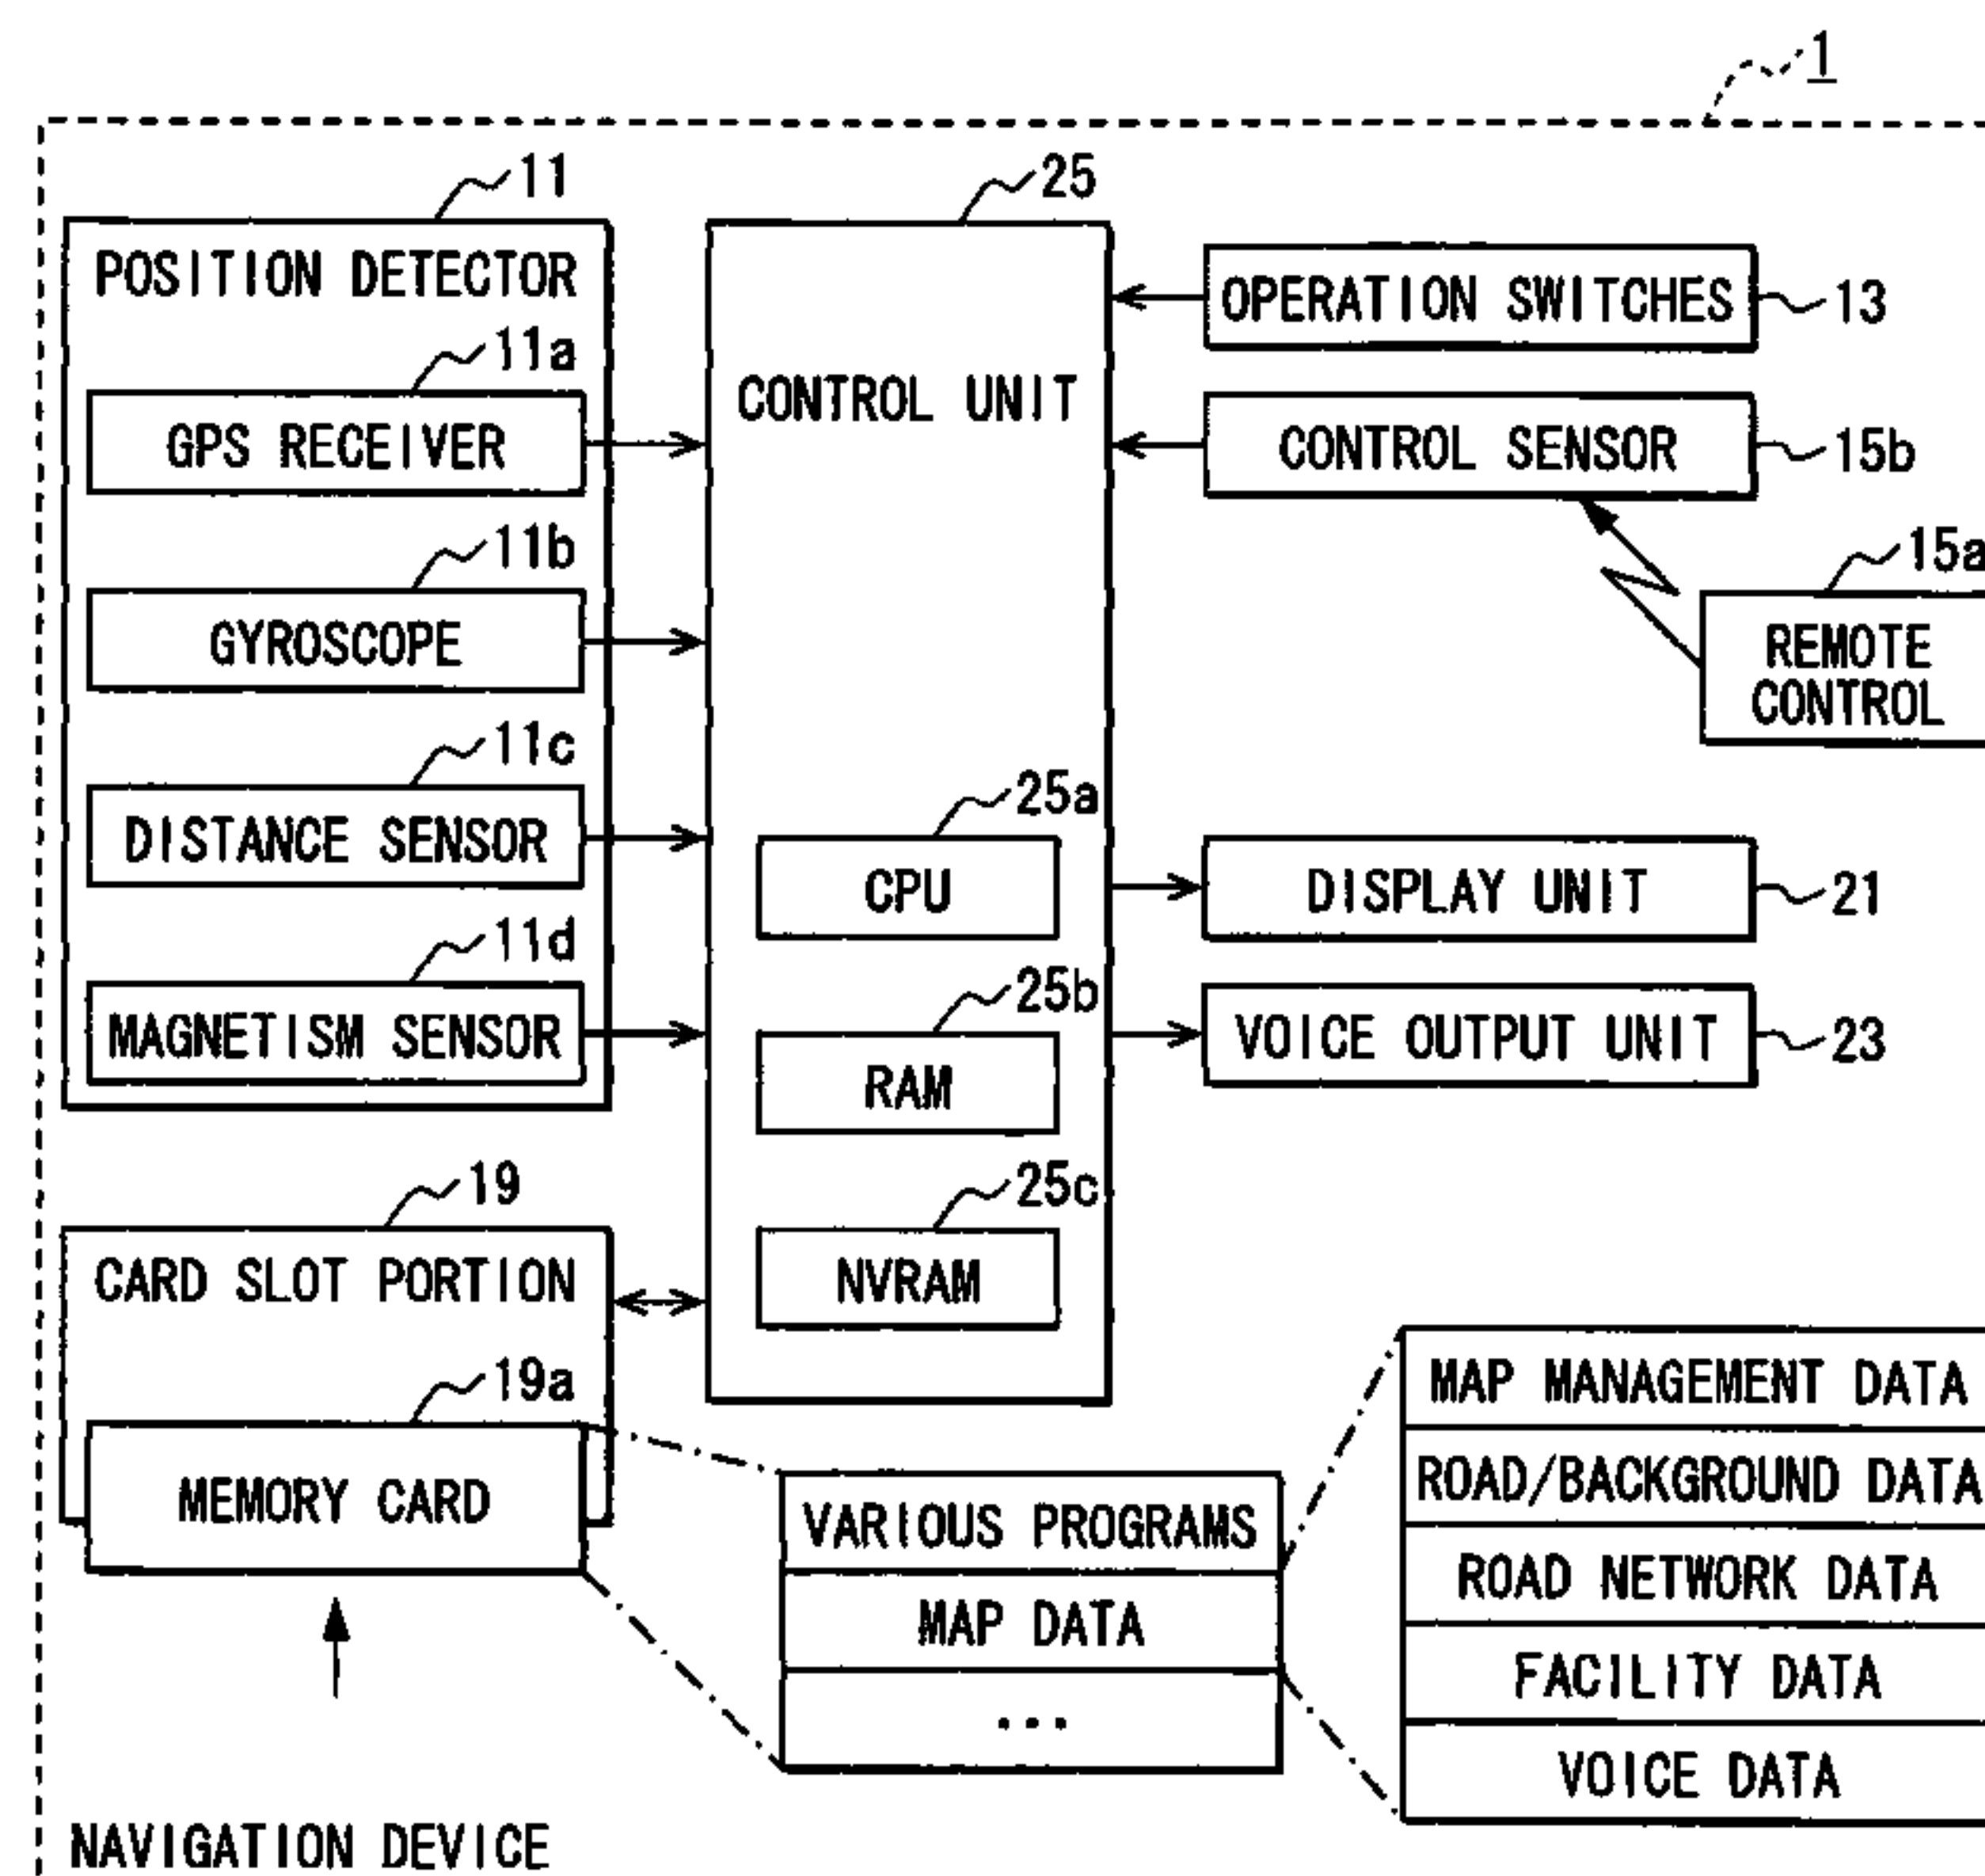 1
11
POSITION DETECTOR
11a
GPS RECEIVER
11b
GYROSCOPE
11c
DISTANCE SENSOR
11d
MAGNETISM SENSOR
19
CARD SLOT PORTION
19a
MEMORY CARD
25
CONTROL UNIT
25a
CPU
25b
RAM
25c
NVRAM
OPERATION SWITCHES
13
CONTROL SENSOR
15b
15a
REMOTE
CONTROL
DISPLAY UNIT
21
VOICE OUTPUT UNIT
23
VARIOUS PROGRAMS
MAP DATA
...
MAP MANAGEMENT DATA
ROAD/BACKGROUND DATA
ROAD NETWORK DATA
FACILITY DATA
VOICE DATA
NAVIGATION DEVICE